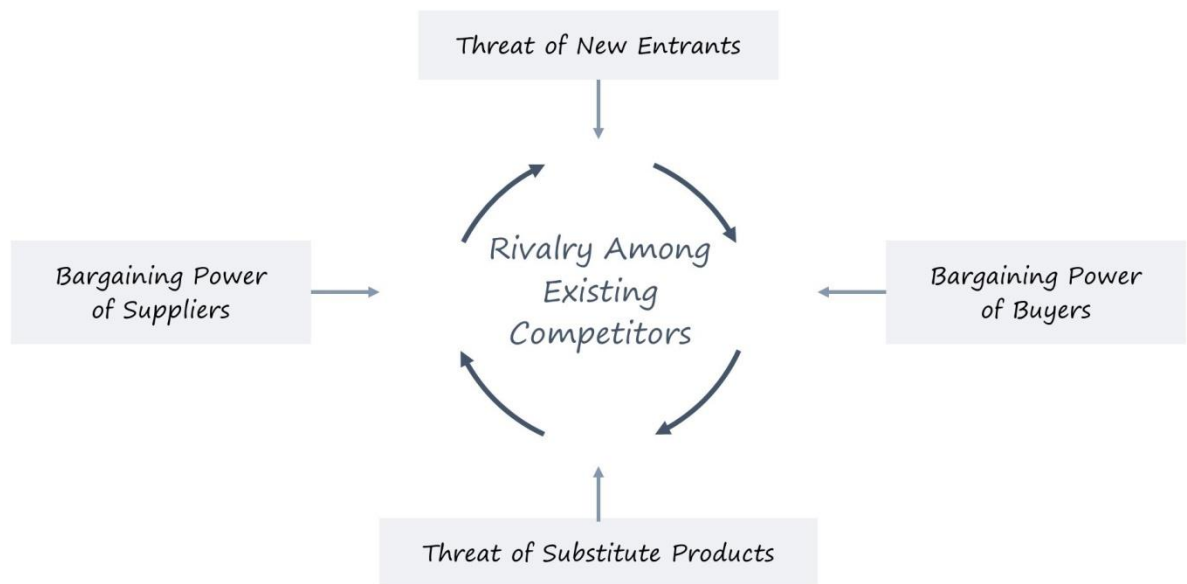 Threat of New Entrants
Bargaining Power
of Suppliers
Rivalry Among
Existing
Competitors
Bargaining Power
of Buyers
Threat of Substitute Products